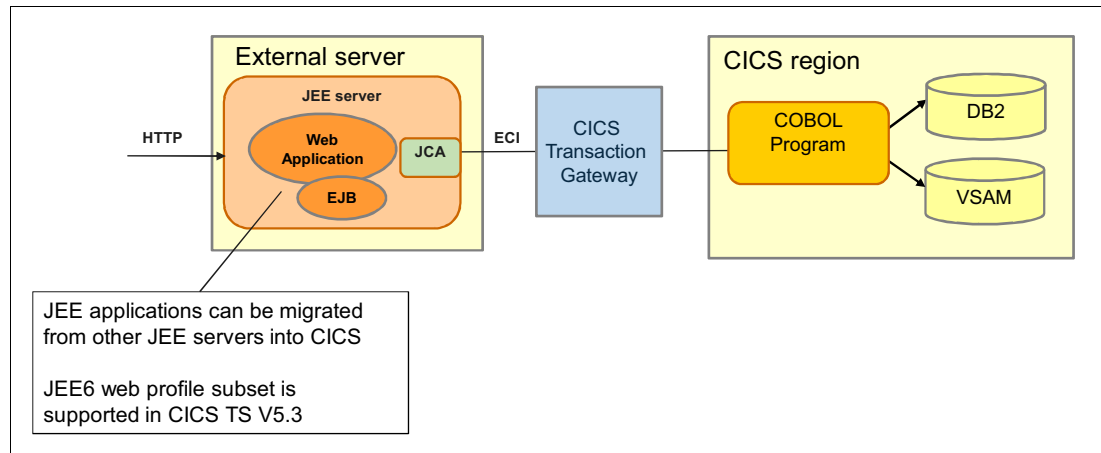 External server
JEE server
HTTP
Web
Application
JCA
EJB
ECI
CICS
Transaction
Gateway
CICS region
COBOL
Program
DB2
VSAM
JEE applications can be migrated
from other JEE servers into CICS
JEE6 web profile subset is
supported in CICS TS V5.3